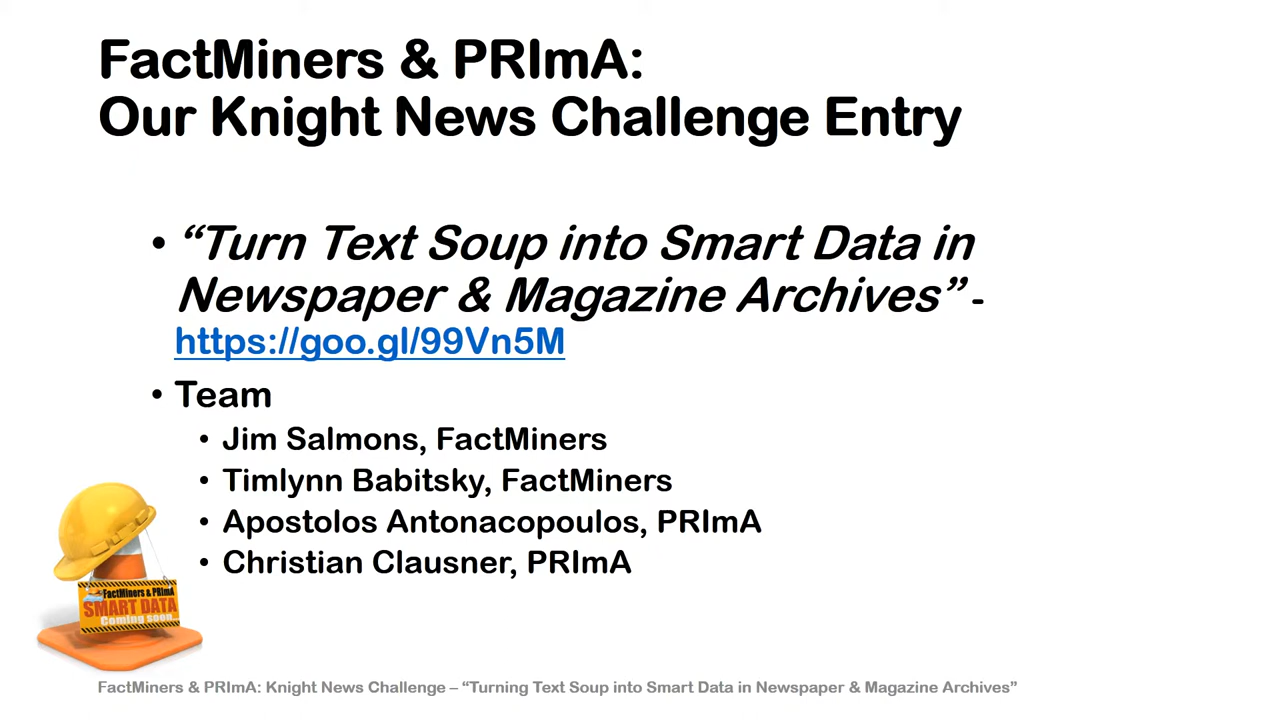 FactMiners & PRImA:
Our Knight News Challenge Entry
• “Turn Text Soup into Smart Data in
Newspaper & Magazine Archives” -
https://goo.gl/99Vn5M
• Team
• Jim Salmons, FactMiners
• Timlynn Babitsky, FactMiners
• Apostolos Antonacopoulos, PRImA
• Christian Clausner, PRImA
FactMiners & PRImA
SMART DATA
Coming soon
FactMiners & PRImA: Knight News Challenge – “Turning Text Soup into Smart Data in Newspaper & Magazine Archives”